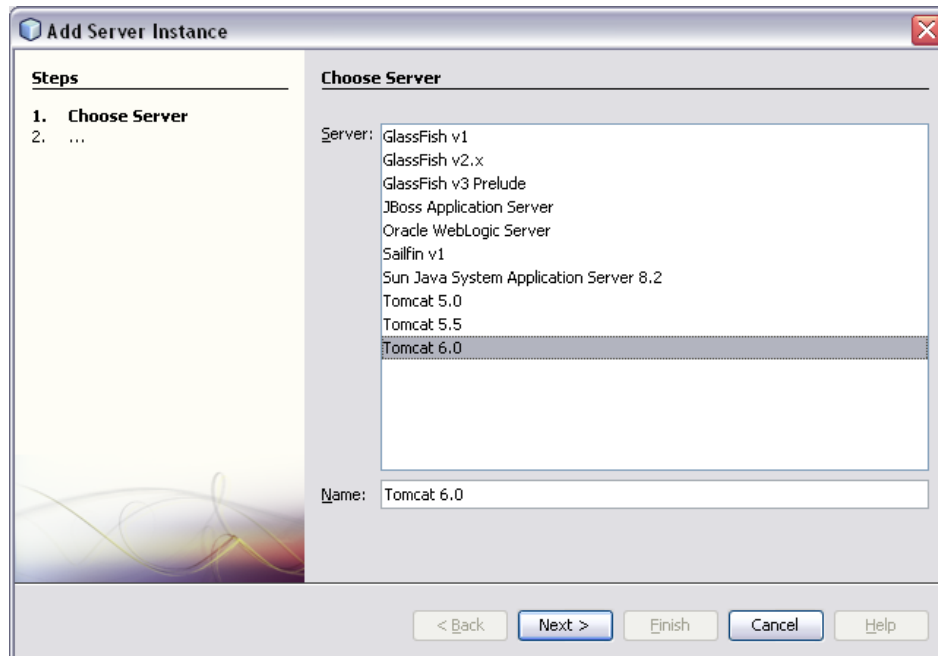 Add Server Instance
Steps
1. Choose Server
2. ...
Choose Server
Server:
GlassFish v1
GlassFish v2.x
GlassFish v3 Prelude
JBoss Application Server
Oracle WebLogic Server
Sailfin v1
Sun Java System Application Server 8.2
Tomcat 5.0
Tomcat 5.5
Tomcat 6.0
Name: Tomcat 6.0
< Back Next > Finish Cancel Help